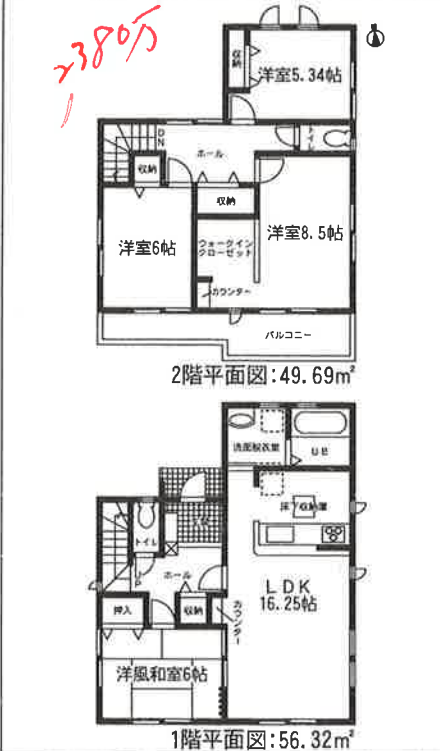 2380万
収納
洋室5.34帖
DN
トイレ
ホール
収納
収納
洋室6帖
ウォークイン
クローゼット
洋室8.5帖
カウンター
バルコニー
2階平面図:49.69㎡
洗面脱衣室
UB
床下収納庫
玄関
トイレ
ホール
LDK
16.25帖
押入
収納
カウンター
洋風和室6帖
1階平面図:56.32㎡